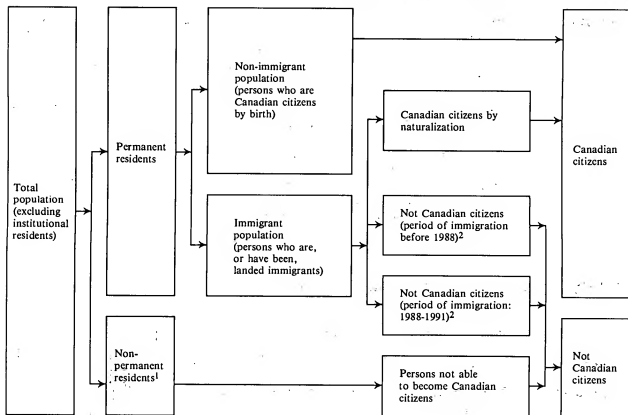 Total
population
(excluding
institutional
residents)
Permanent
residents
Non-
permanent
residents1
Non-immigrant
population
(persons who are
Canadian citizens
by birth)
Immigrant
population
(persons who are,
or have been,
landed immigrants)
Canadian citizens by
naturalization
Not Canadian citizens
(period of immigration
before 1988)2
Not Canadian citizens
(period of immigration:
1988-1991)2
Persons not able
to become Canadian
citizens
Canadian
citizens
Not
Canadian
citizens